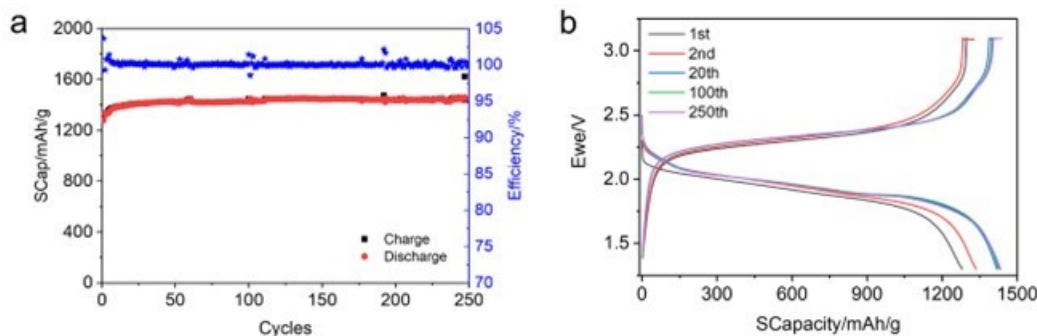 a
2000
1600
1200
800
400
0
SCap/mAh/g
105
100
95
90
85
80
75
70
Efficiency/%
Charge
Discharge
0 50 100 150 200 250
Cycles
b
1st
2nd
20th
100th
250th
3.0
2.5
2.0
1.5
Ewe/V
0 300 600 900 1200 1500
SCapacity/mAh/g